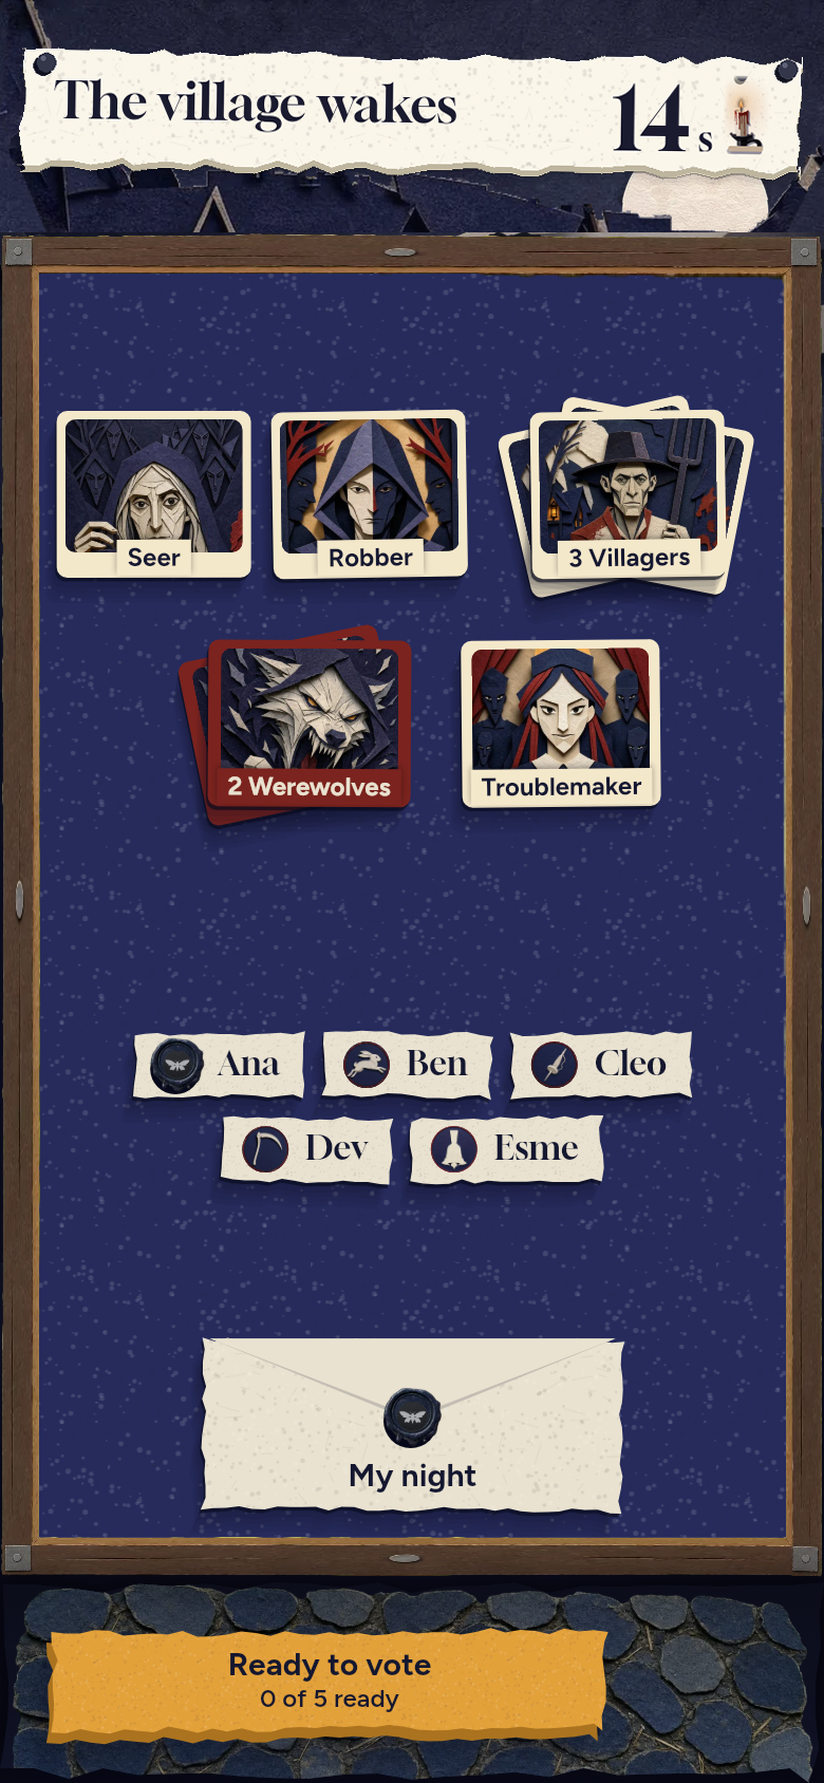 The village wakes
14 s
Seer
Robber
3 Villagers
2 Werewolves
Troublemaker
Ana
Ben
Cleo
Dev
Esme
My night
Ready to vote
0 of 5 ready